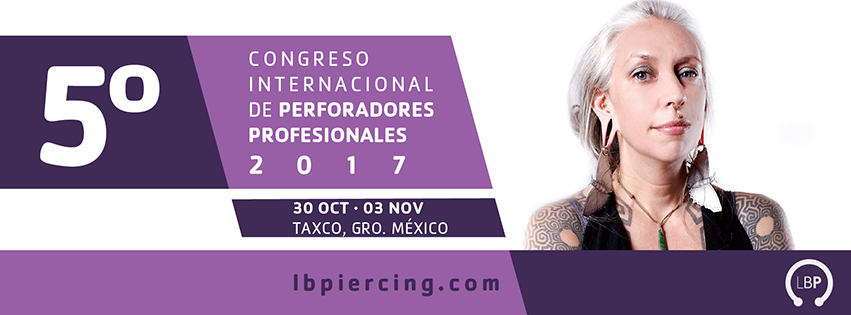 5º
CONGRESO
INTERNACIONAL
DE PERFORADORES
PROFESIONALES
2 0 1 7
30 OCT · 03 NOV
TAXCO, GRO. MÉXICO
lbpiercing.com
LBP